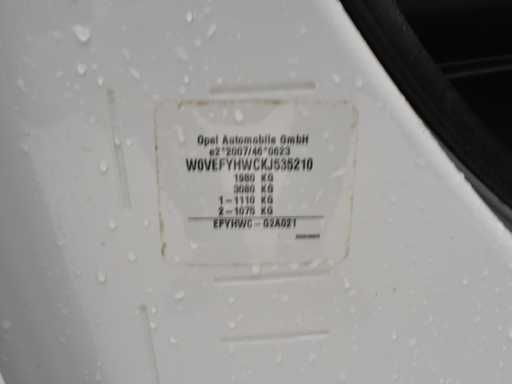 Opel Automobile GmbH
e2*2007/46*0623
W0VEFYHWCKJ535210
1980 KG
3080 KG
1-1110 KG
2-1070 KG
EFYHWC-G2A02T